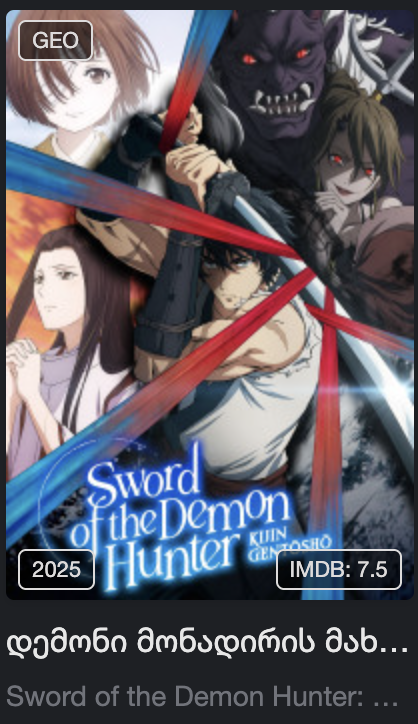 GEO
Sword
of the Demon
Hunter
KIJIN
GENTŌSHŌ
2025
IMDB: 7.5
დემონი მონადირის მახ...
Sword of the Demon Hunter: ...